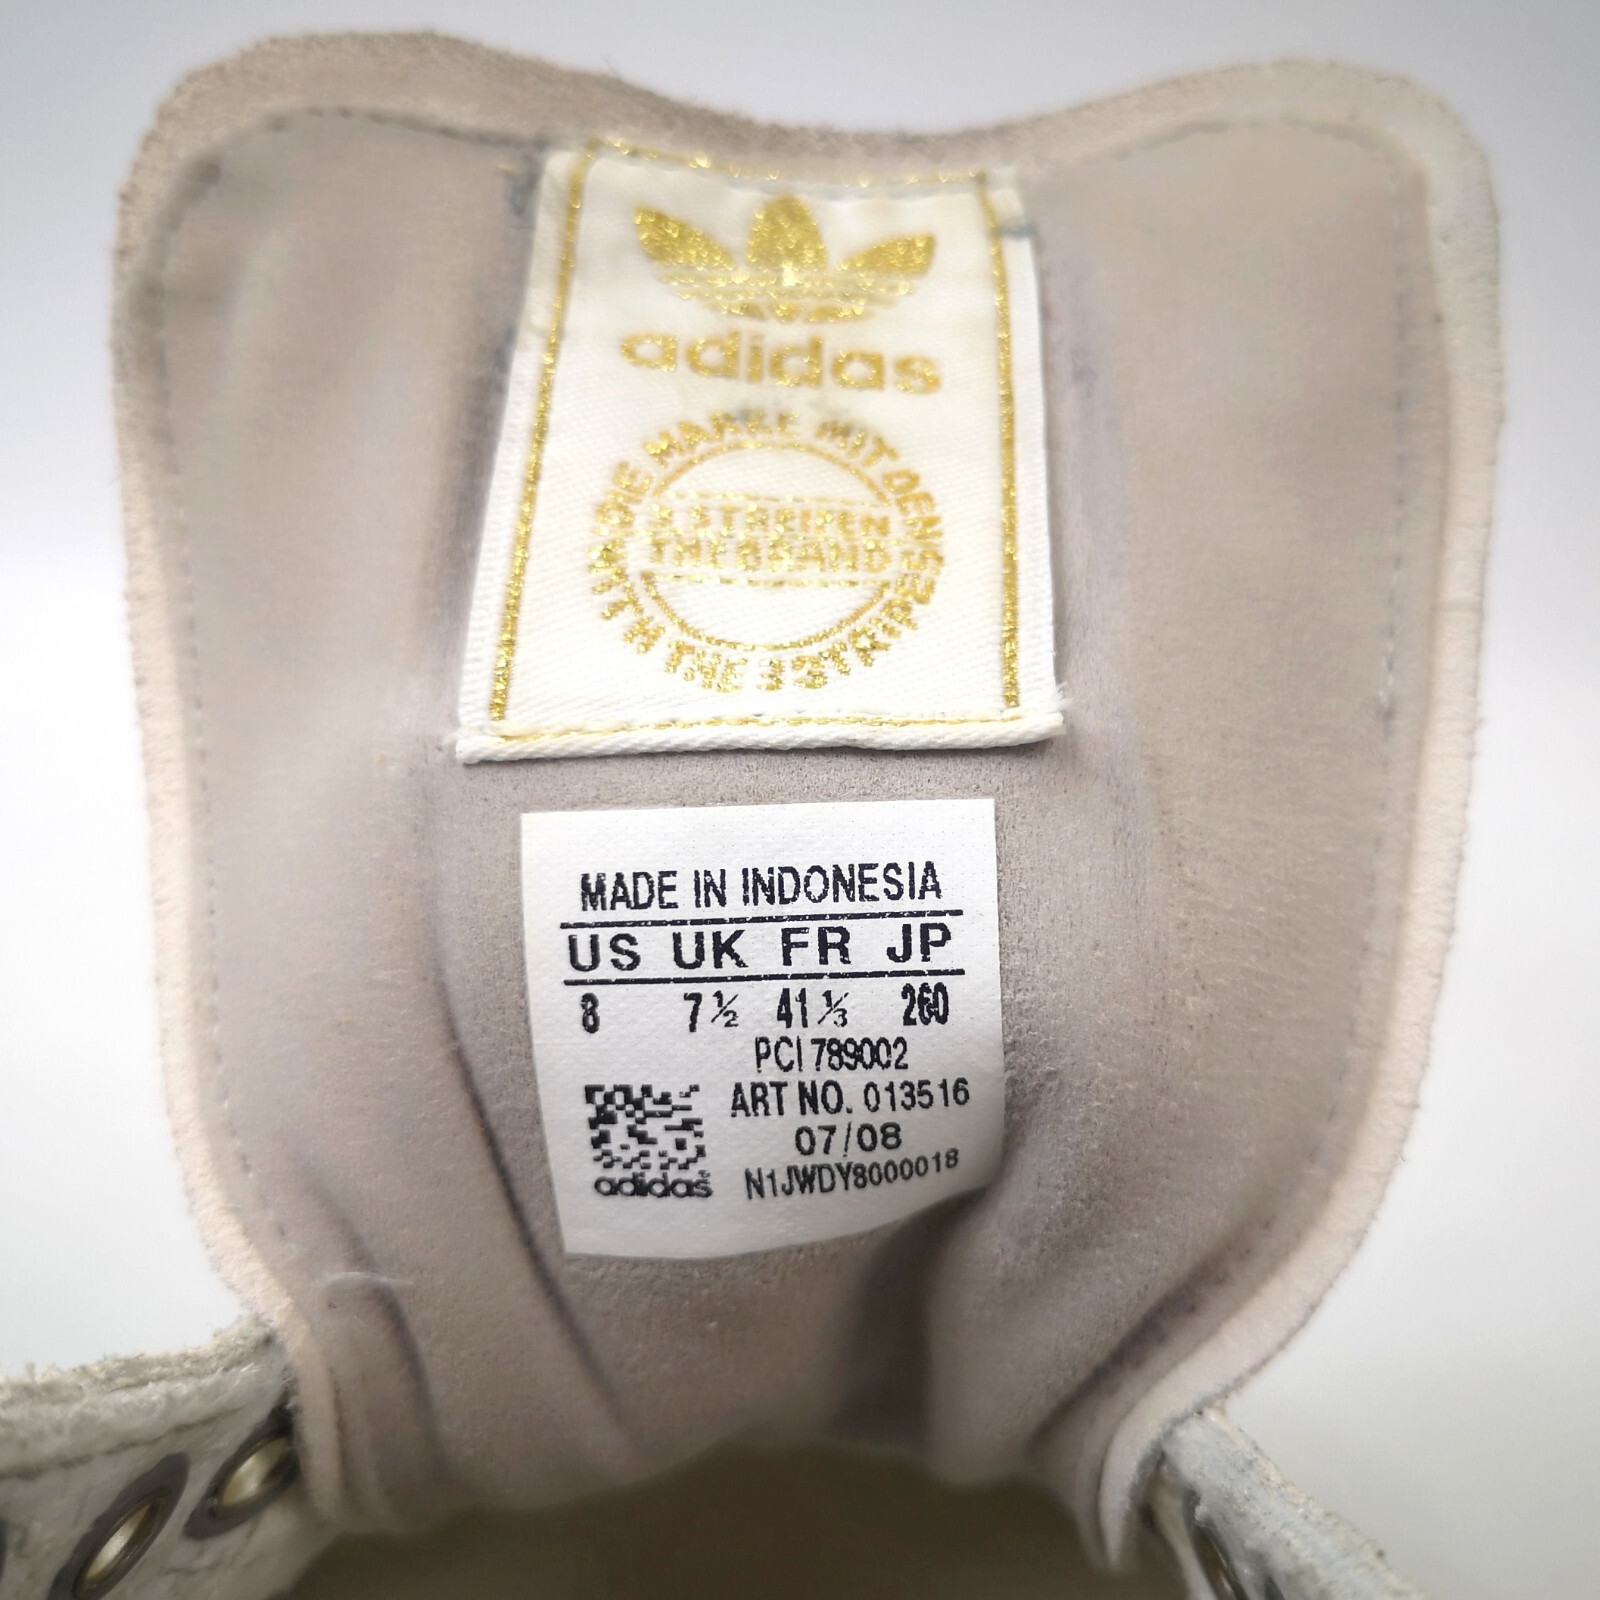 adidas
DIE MARKE MIT DEN 3
3 STREIFEN
THE BRAND
WITH THE 3 STRIPES
MADE IN INDONESIA
US UK FR JP
8 7½ 41⅓ 260
PCI 789002
ART NO. 013516
07/08
adidas N1JWDY8000018